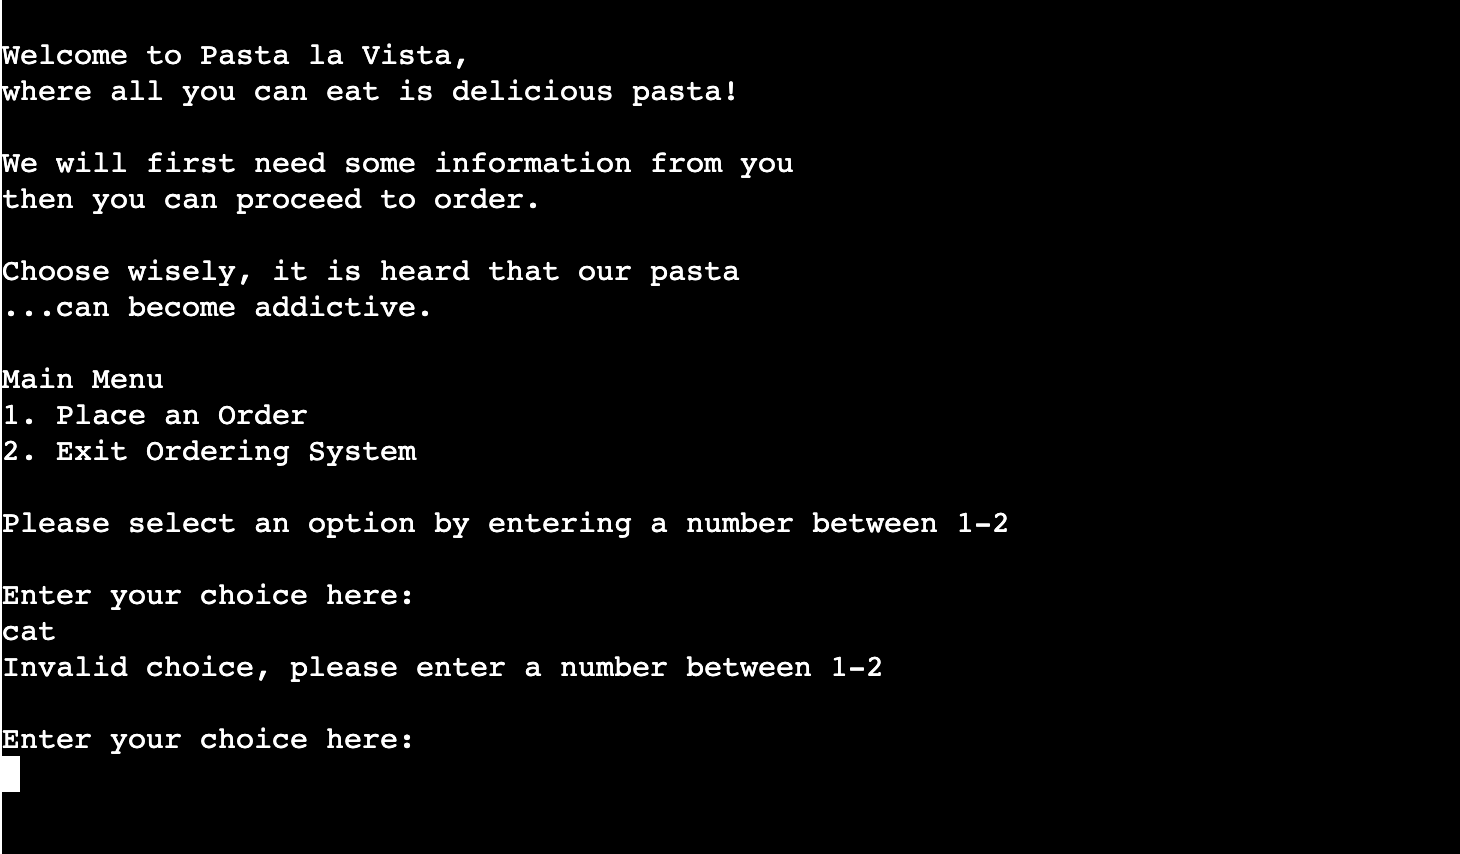 Welcome to Pasta la Vista,
where all you can eat is delicious pasta!
We will first need some information from you
then you can proceed to order.
Choose wisely, it is heard that our pasta
...can become addictive.
Main Menu
1. Place an Order
2. Exit Ordering System
Please select an option by entering a number between 1-2
Enter your choice here:
cat
Invalid choice, please enter a number between 1-2
Enter your choice here: